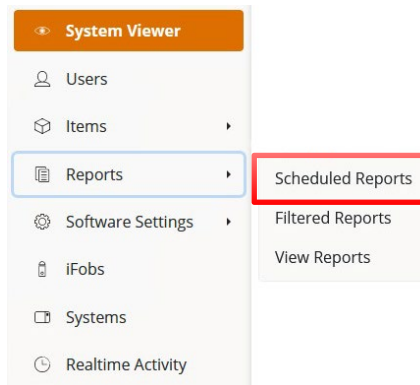 System Viewer
Users
Items
Reports
Software Settings
iFobs
Systems
Realtime Activity
Scheduled Reports
Filtered Reports
View Reports